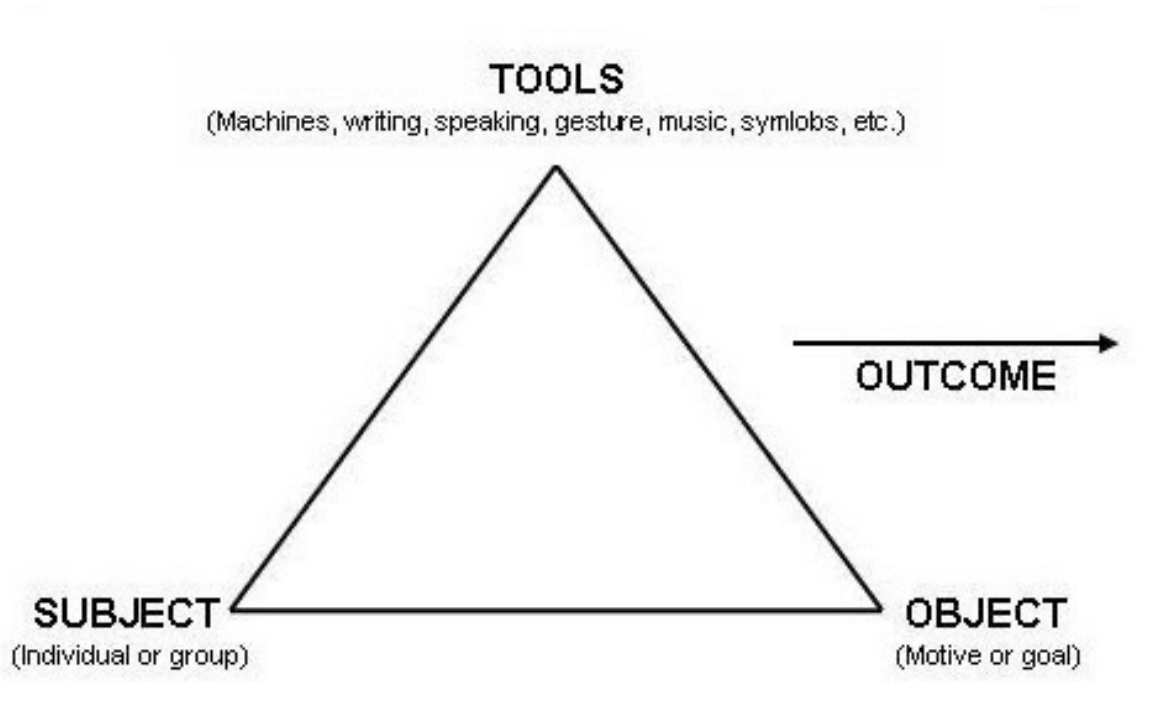 TOOLS
(Machines, writing, speaking, gesture, music, symlobs, etc.)
OUTCOME
SUBJECT
(Individual or group)
OBJECT
(Motive or goal)